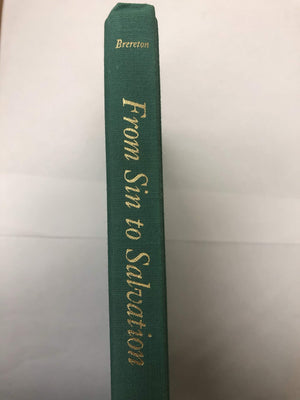 Brereton
From Sin to Salvation